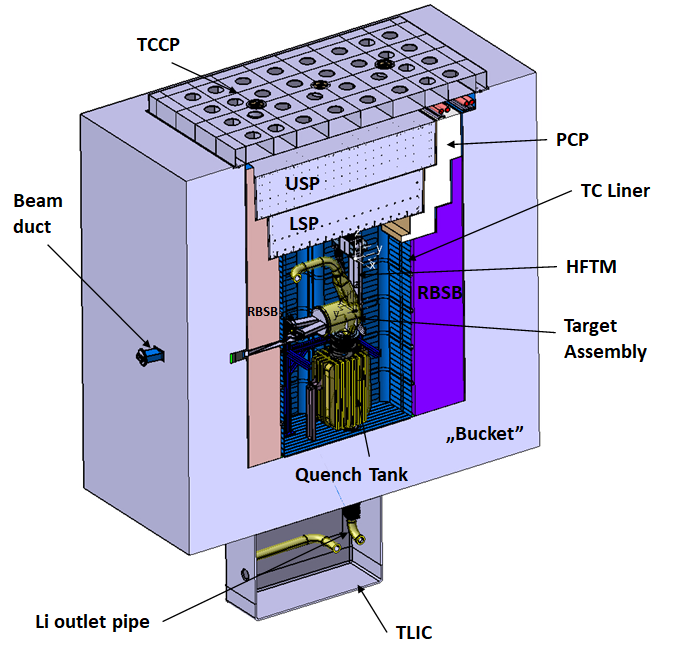 TCCP
PCP
USP
TC Liner
Beam
duct
LSP
y
x
HFTM
RBSB
RBSB
Target
Assembly
„Bucket”
Quench Tank
Li outlet pipe
TLIC